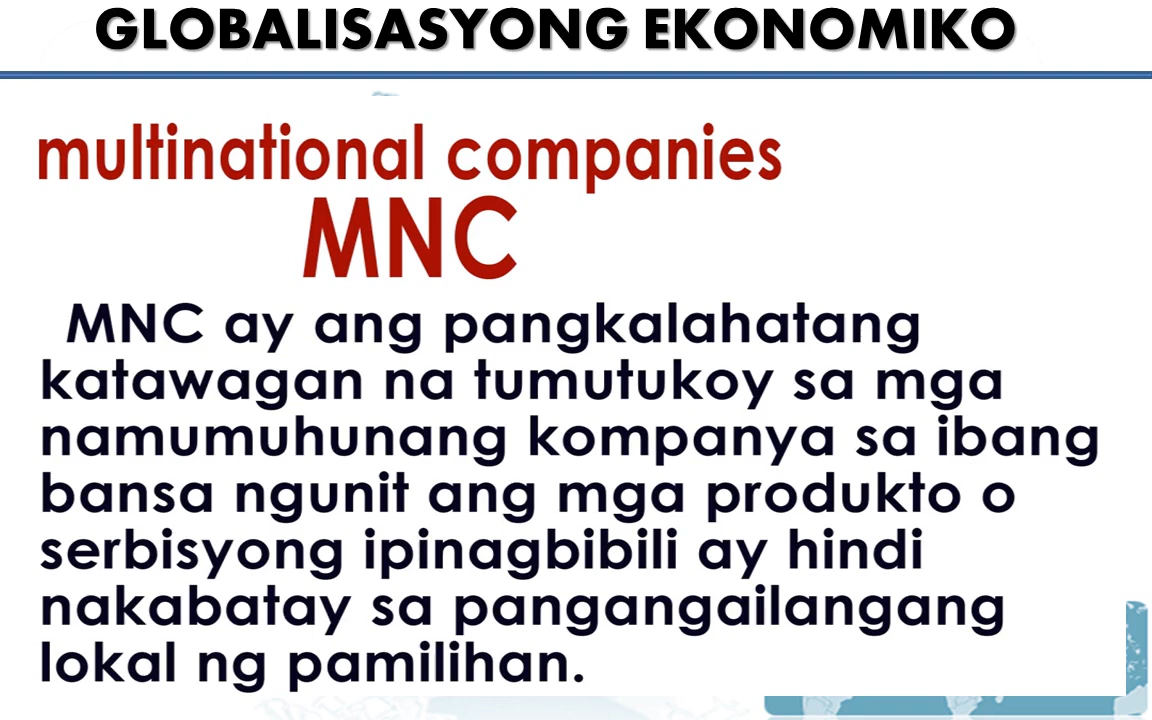 GLOBALISASYONG EKONOMIKO
multinational companies
MNC
MNC ay ang pangkalahatang
katawagan na tumutukoy sa mga
namumuhunang kompanya sa ibang
bansa ngunit ang mga produkto o
serbisyong ipinagbibili ay hindi
nakabatay sa pangangailangang
lokal ng pamilihan.